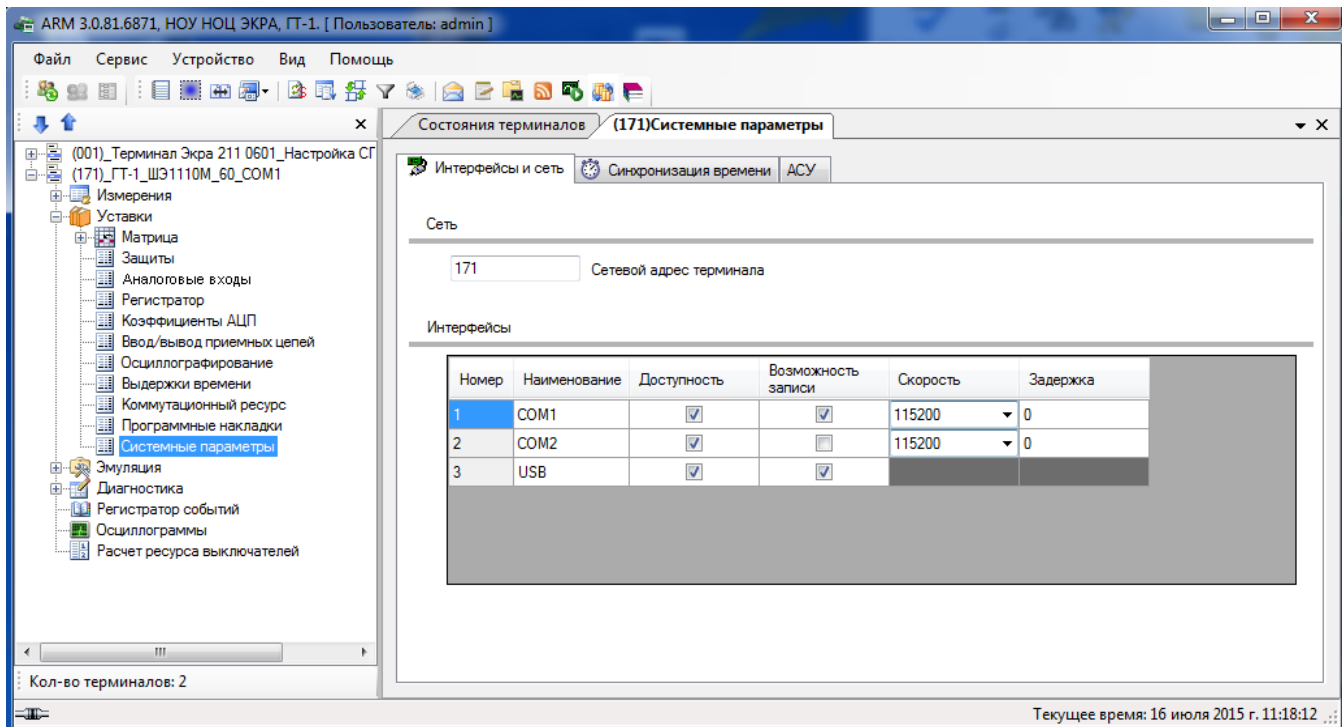 ARM 3.0.81.6871, НОУ НОЦ ЭКРА, ГТ-1. [ Пользователь: admin ]
Файл Сервис Устройство Вид Помощь
Состояния терминалов (171)Системные параметры
(001)_Терминал Экра 211 0601_Настройка СГ
(171)_ГТ-1_ШЭ1110М_60_COM1
Измерения
Уставки
Матрица
Защиты
Аналоговые входы
Регистратор
Коэффициенты АЦП
Ввод/вывод приемных цепей
Осциллографирование
Выдержки времени
Коммутационный ресурс
Программные накладки
Системные параметры
Эмуляция
Диагностика
Регистратор событий
Осциллограммы
Расчет ресурса выключателей
Кол-во терминалов: 2
Интерфейсы и сеть Синхронизация времени АСУ
Сеть
171 Сетевой адрес терминала
Интерфейсы
Номер Наименование Доступность Возможность записи Скорость Задержка
1 COM1 115200 0
2 COM2 115200 0
3 USB
Текущее время: 16 июля 2015 г. 11:18:12